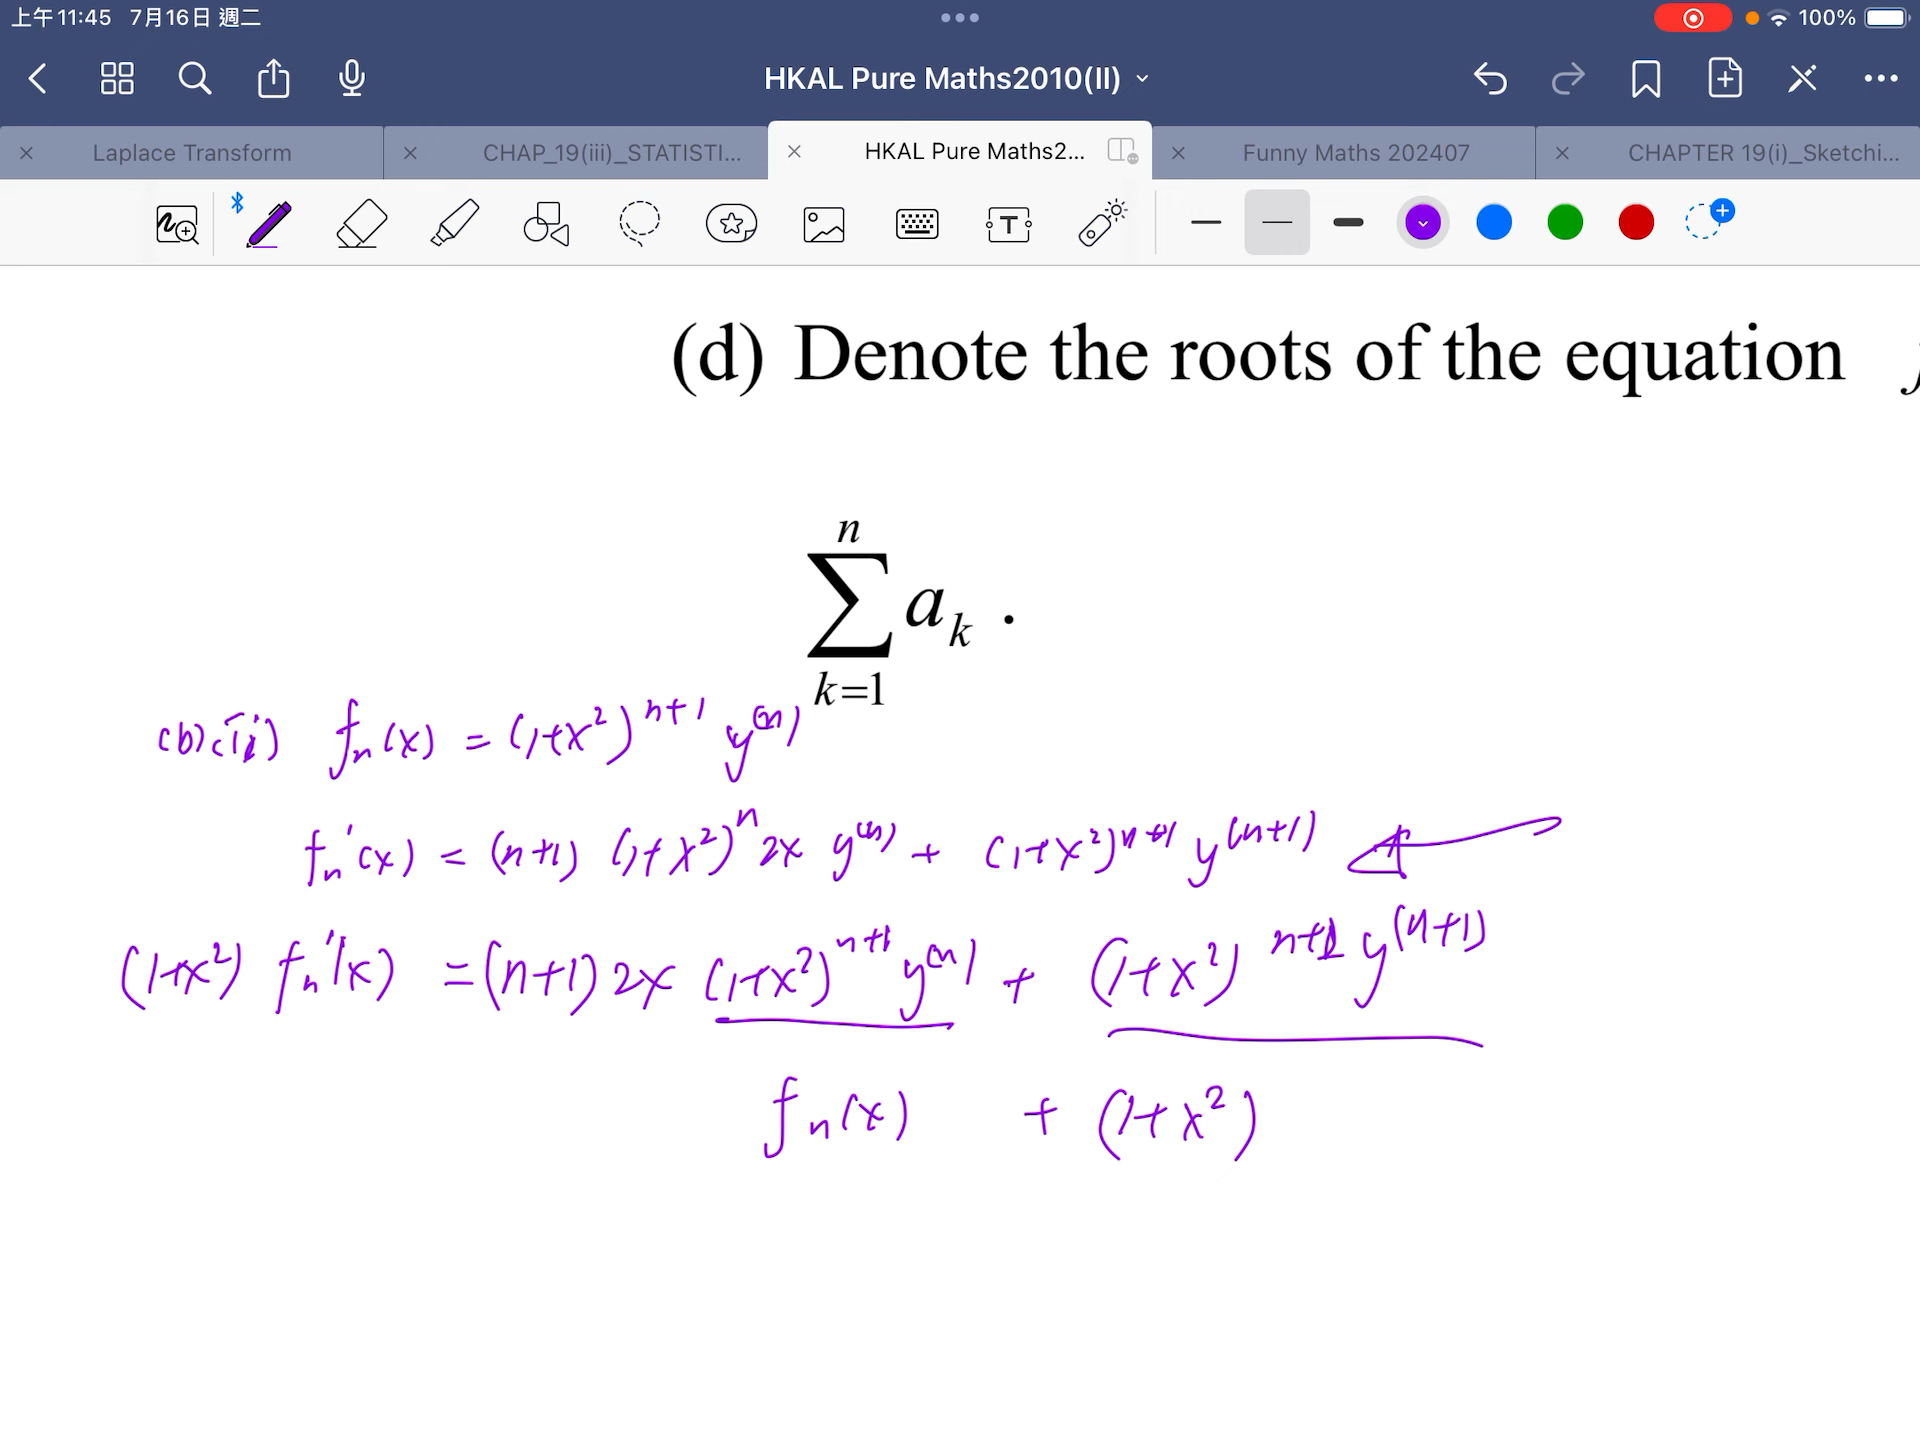 上午11:45 7月16日 週二
100%
HKAL Pure Maths2010(II)
Laplace Transform
CHAP_19(iii)_STATISTI...
HKAL Pure Maths2...
Funny Maths 202407
CHAPTER 19(i)_Sketchi...
(d) Denote the roots of the equation
n
∑ a_k .
k=1
(b)(ii) f_n(x) = (1+x²)^{n+1} y^{(n)}
f_n'(x) = (n+1) (1+x²)^n 2x y^{(n)} + (1+x²)^{n+1} y^{(n+1)}
(1+x²) f_n'(x) = (n+1) 2x (1+x²)^{n+1} y^{(n)} + (1+x²)^{n+2} y^{(n+1)}
f_n(x) + (1+x²)